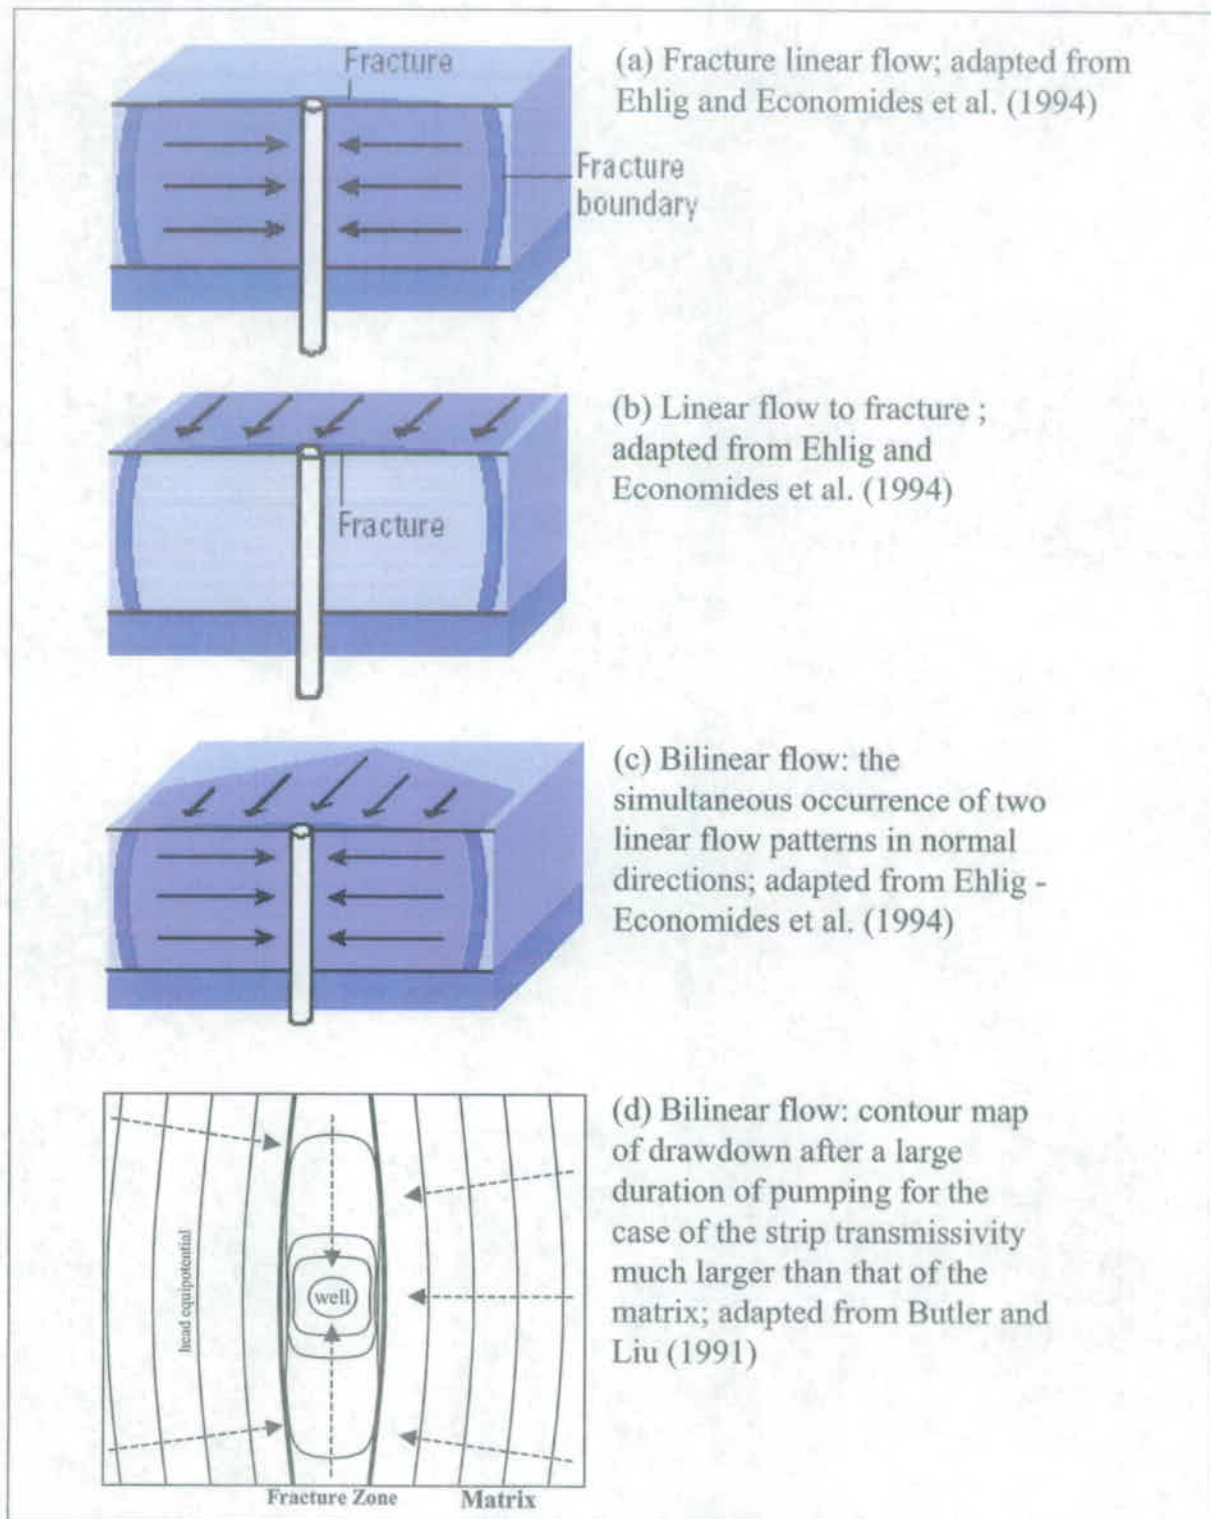 Fracture
Fracture
boundary
(a) Fracture linear flow; adapted from
Ehlig and Economides et al. (1994)
Fracture
(b) Linear flow to fracture ;
adapted from Ehlig and
Economides et al. (1994)
(c) Bilinear flow: the
simultaneous occurrence of two
linear flow patterns in normal
directions; adapted from Ehlig -
Economides et al. (1994)
head equipotential
well
Fracture Zone
Matrix
(d) Bilinear flow: contour map
of drawdown after a large
duration of pumping for the
case of the strip transmissivity
much larger than that of the
matrix; adapted from Butler and
Liu (1991)